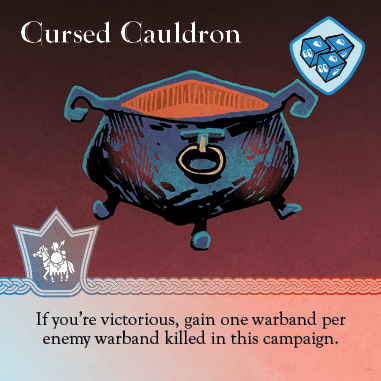 Cursed Cauldron
If you're victorious, gain one warband per
enemy warband killed in this campaign.